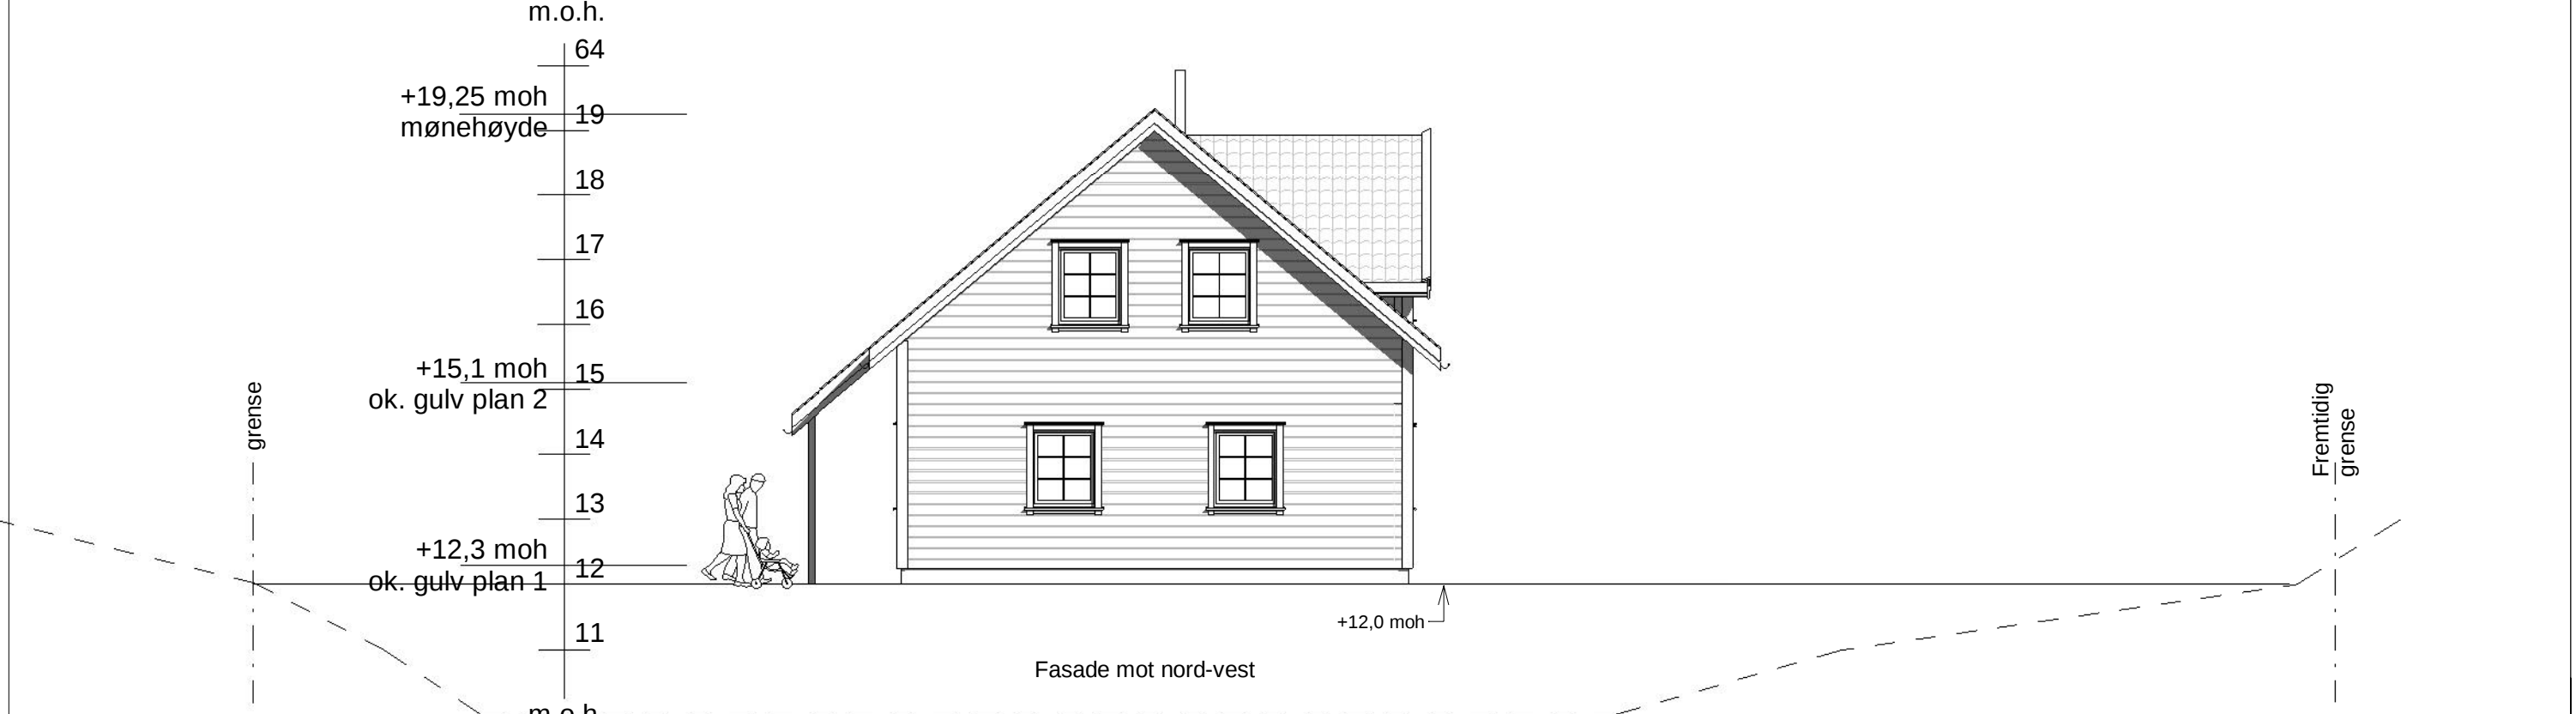 m.o.h.
64
+19,25 moh
19
mønehøyde
18
17
16
+15,1 moh
15
ok. gulv plan 2
14
13
+12,3 moh
12
ok. gulv plan 1
11
m.o.h.
grense
Fremtidig
grense
+12,0 moh
Fasade mot nord-vest